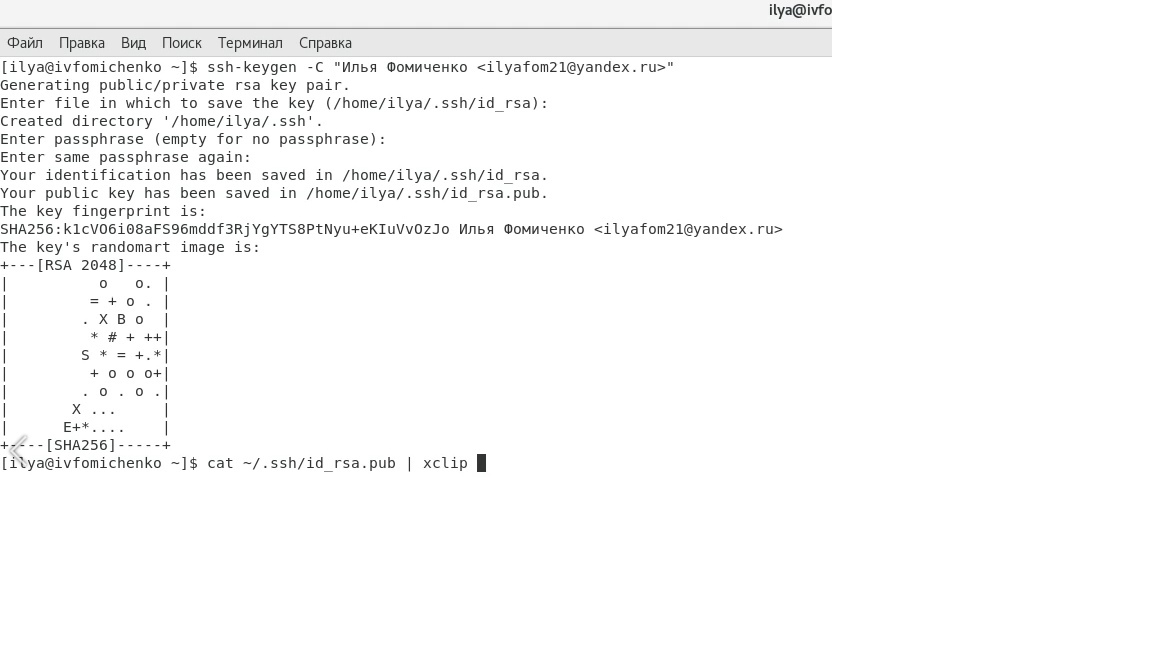 ilya@ivfo
Файл Правка Вид Поиск Терминал Справка
[ilya@ivfomichenko ~]$ ssh-keygen -C "Илья Фомиченко <ilyafom21@yandex.ru>"
Generating public/private rsa key pair.
Enter file in which to save the key (/home/ilya/.ssh/id_rsa):
Created directory '/home/ilya/.ssh'.
Enter passphrase (empty for no passphrase):
Enter same passphrase again:
Your identification has been saved in /home/ilya/.ssh/id_rsa.
Your public key has been saved in /home/ilya/.ssh/id_rsa.pub.
The key fingerprint is:
SHA256:k1cVO6i08aFS96mddf3RjYgYTS8PtNyu+eKIuVvOzJo Илья Фомиченко <ilyafom21@yandex.ru>
The key's randomart image is:
+---[RSA 2048]----+
|          o   o. |
|         = + o . |
|        . X B o  |
|         * # + ++|
|        S * = +.*|
|         + o o o+|
|        . o . o .|
|       X ...     |
|      E+*....    |
+----[SHA256]-----+
[ilya@ivfomichenko ~]$ cat ~/.ssh/id_rsa.pub | xclip